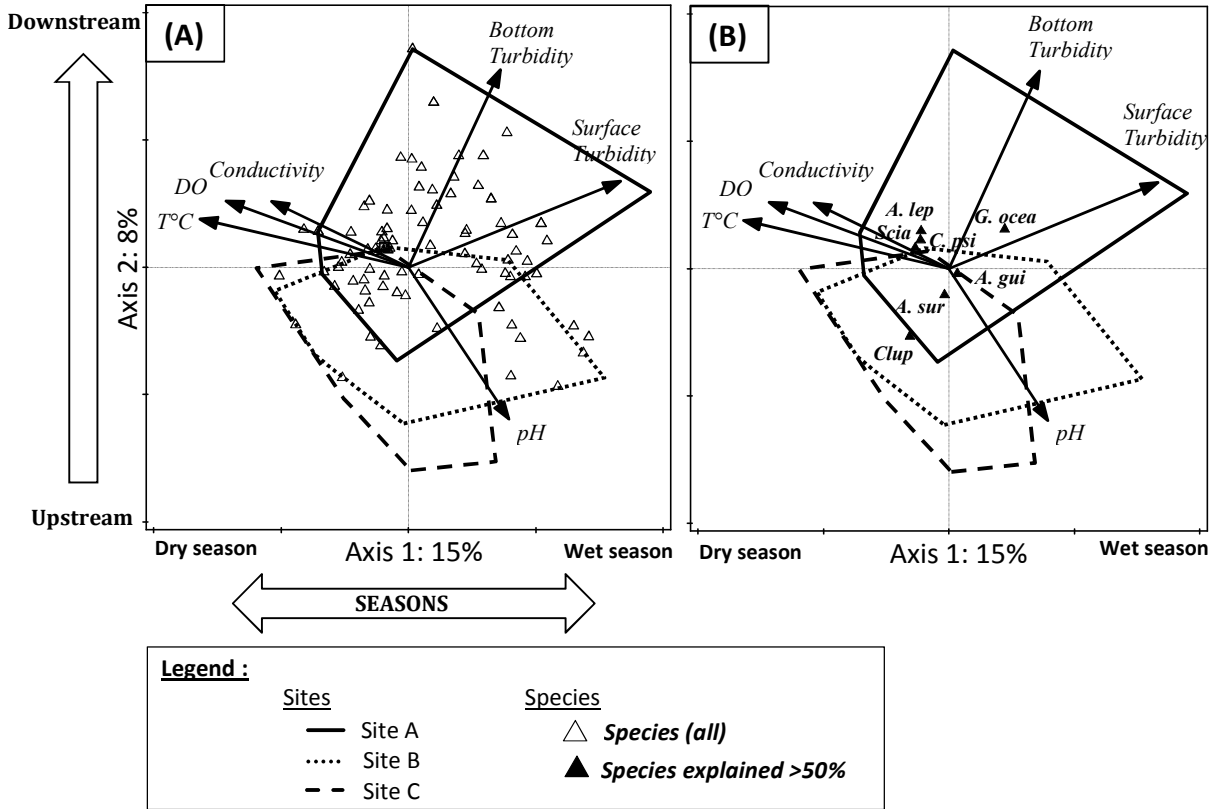 Downstream
Upstream
Axis 2: 8%
(A)
Bottom
Turbidity
Surface
Turbidity
Conductivity
DO
T°C
pH
Dry season
Axis 1: 15%
Wet season
SEASONS
(B)
Bottom
Turbidity
Surface
Turbidity
Conductivity
DO
T°C
A. lep
G. ocea
Scia
C. psi
A. gui
A. sur
Clup
pH
Dry season
Axis 1: 15%
Wet season
Legend :
Sites
Site A
Site B
Site C
Species
Species (all)
Species explained >50%